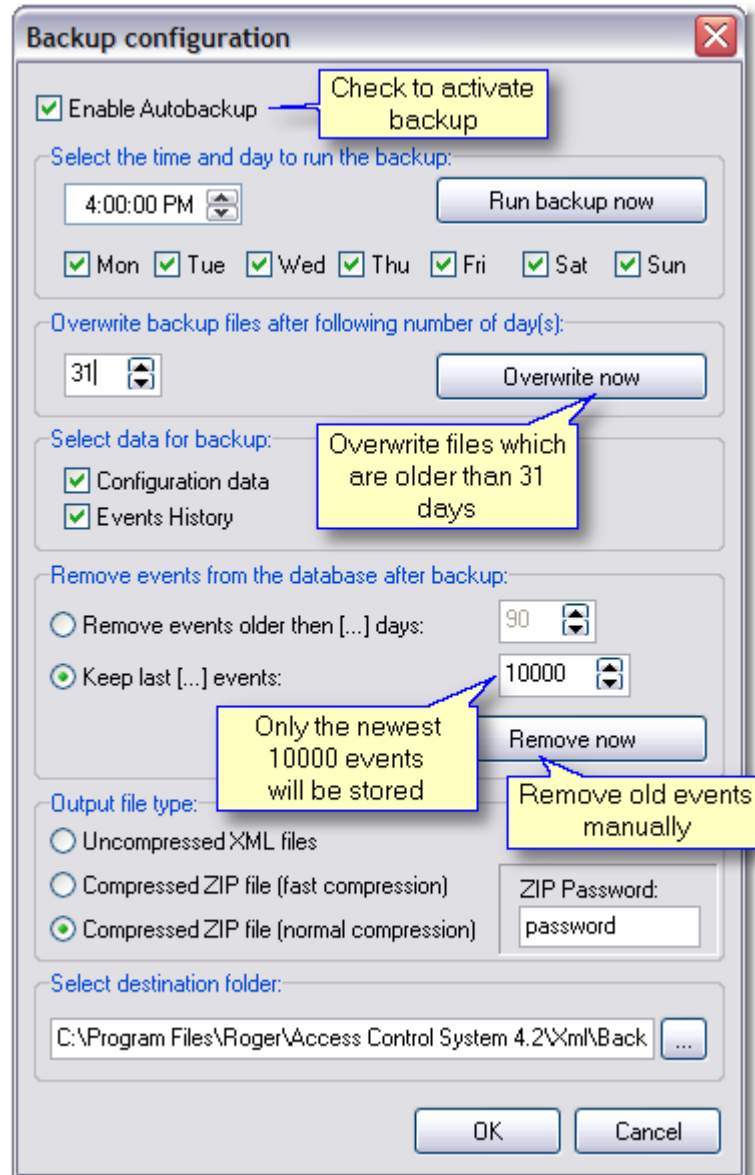 Backup configuration
Enable Autobackup
Check to activate
backup
Select the time and day to run the backup:
4:00:00 PM
Run backup now
Mon Tue Wed Thu Fri Sat Sun
Overwrite backup files after following number of day(s):
31
Overwrite now
Overwrite files which
are older than 31
days
Select data for backup:
Configuration data
Events History
Remove events from the database after backup:
Remove events older then [...] days:
90
Keep last [...] events:
10000
Only the newest
10000 events
will be stored
Remove now
Remove old events
manually
Output file type:
Uncompressed XML files
Compressed ZIP file (fast compression)
Compressed ZIP file (normal compression)
ZIP Password:
password
Select destination folder:
C:\Program Files\Roger\Access Control System 4.2\Xml\Back
...
OK
Cancel